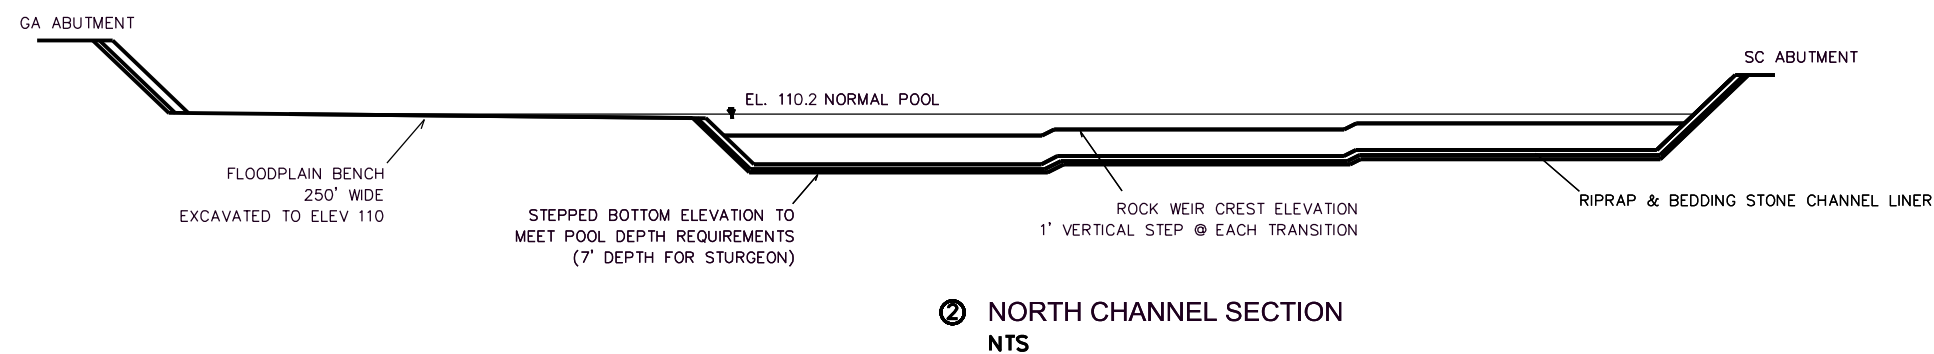 GA ABUTMENT
SC ABUTMENT
EL. 110.2 NORMAL POOL
FLOODPLAIN BENCH
250' WIDE
EXCAVATED TO ELEV 110
STEPPED BOTTOM ELEVATION TO
MEET POOL DEPTH REQUIREMENTS
(7' DEPTH FOR STURGEON)
ROCK WEIR CREST ELEVATION
1' VERTICAL STEP @ EACH TRANSITION
RIPRAP & BEDDING STONE CHANNEL LINER
2 NORTH CHANNEL SECTION
NTS